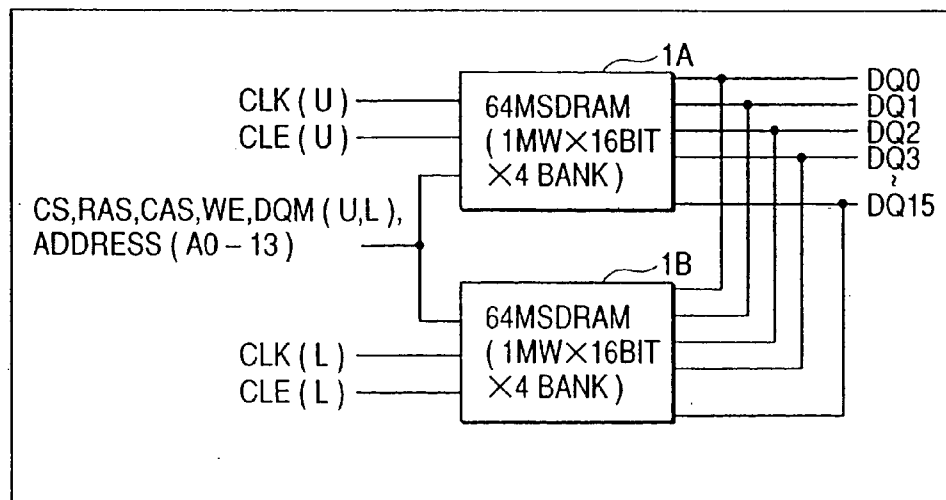 1A
CLK ( U )
CLE ( U )
64MSDRAM
( 1MW×16BIT
×4 BANK )
DQ0
DQ1
DQ2
DQ3
~
DQ15
CS,RAS,CAS,WE,DQM ( U,L ),
ADDRESS ( A0 – 13 )
1B
64MSDRAM
( 1MW×16BIT
×4 BANK )
CLK ( L )
CLE ( L )